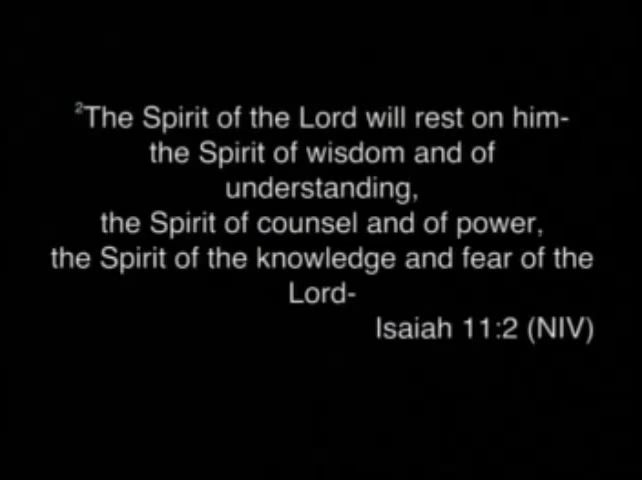 ²The Spirit of the Lord will rest on him-
the Spirit of wisdom and of
understanding,
the Spirit of counsel and of power,
the Spirit of the knowledge and fear of the
Lord-
Isaiah 11:2 (NIV)